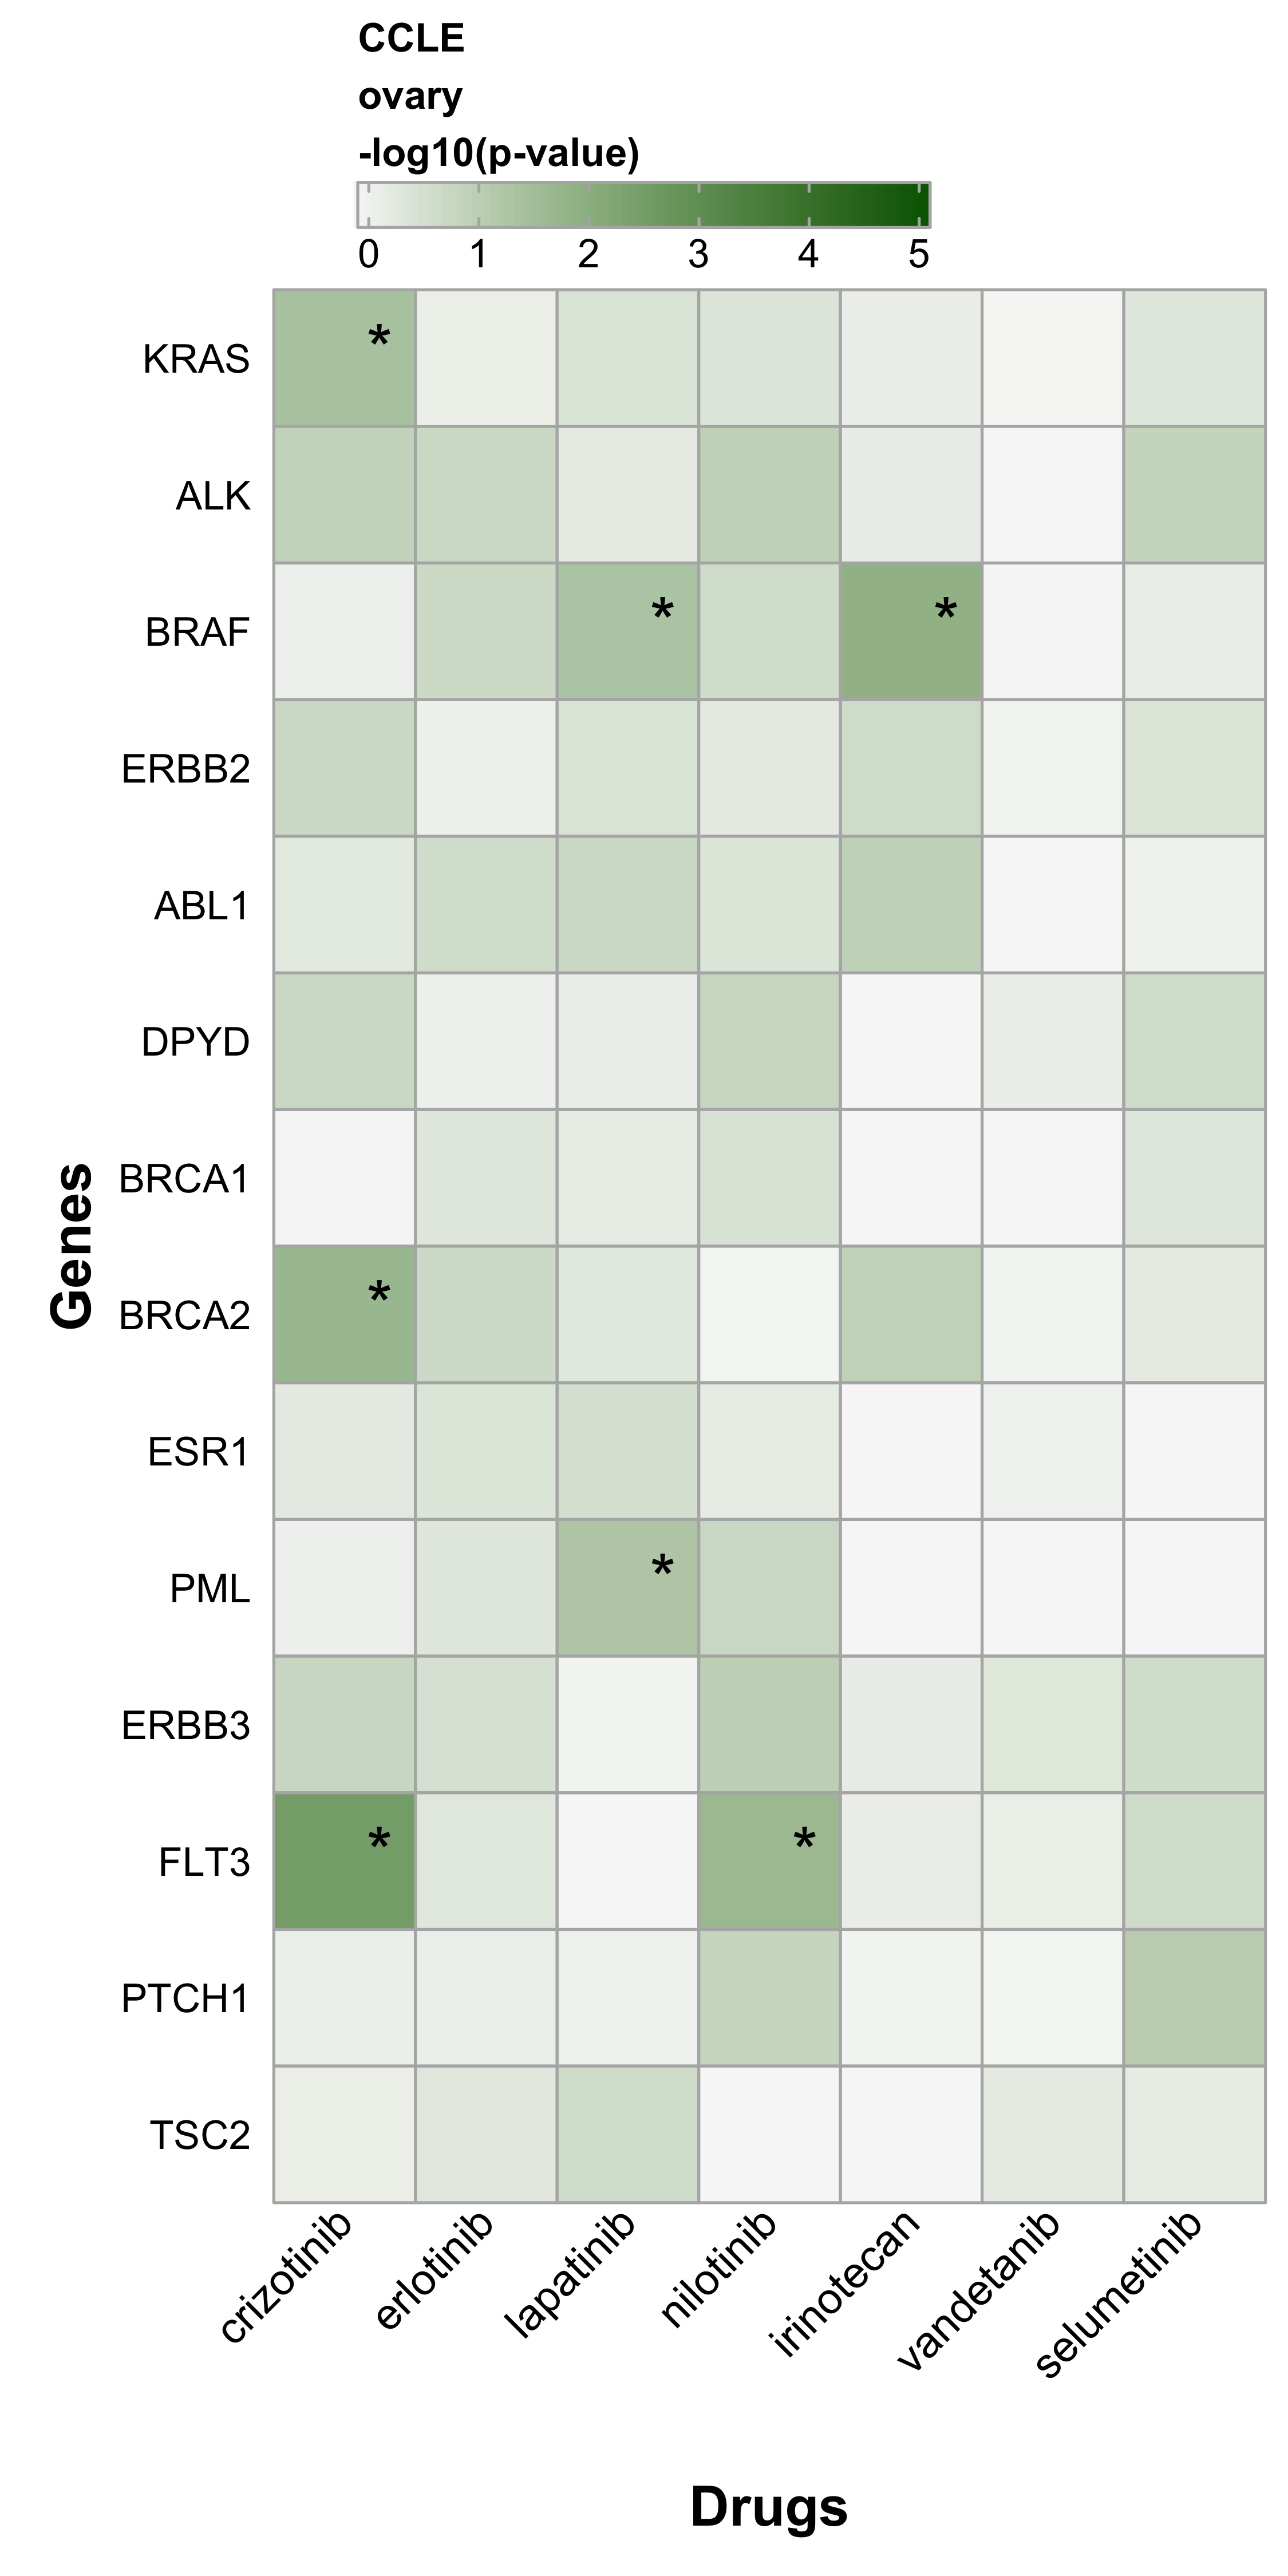 CCLE
ovary
-log10(p-value)
0 1 2 3 4 5
KRAS *
ALK
BRAF * *
ERBB2
ABL1
DPYD
BRCA1
BRCA2 *
ESR1
PML *
ERBB3
FLT3 * *
PTCH1
TSC2
Genes
crizotinib erlotinib lapatinib nilotinib irinotecan vandetanib selumetinib
Drugs